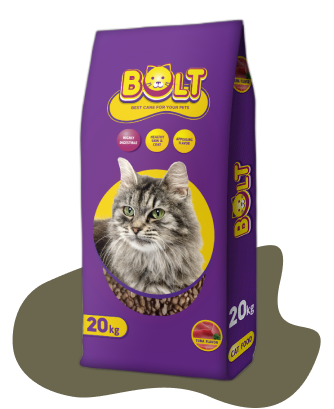 BOLT
BEST CARE FOR YOUR PETS
HIGHLY
DIGESTIBLE
HEALTHY
SKIN &
COAT
APPEALING
FLAVOR
20kg
TUNA FLAVOR
BOLT
20kg
CAT FOOD